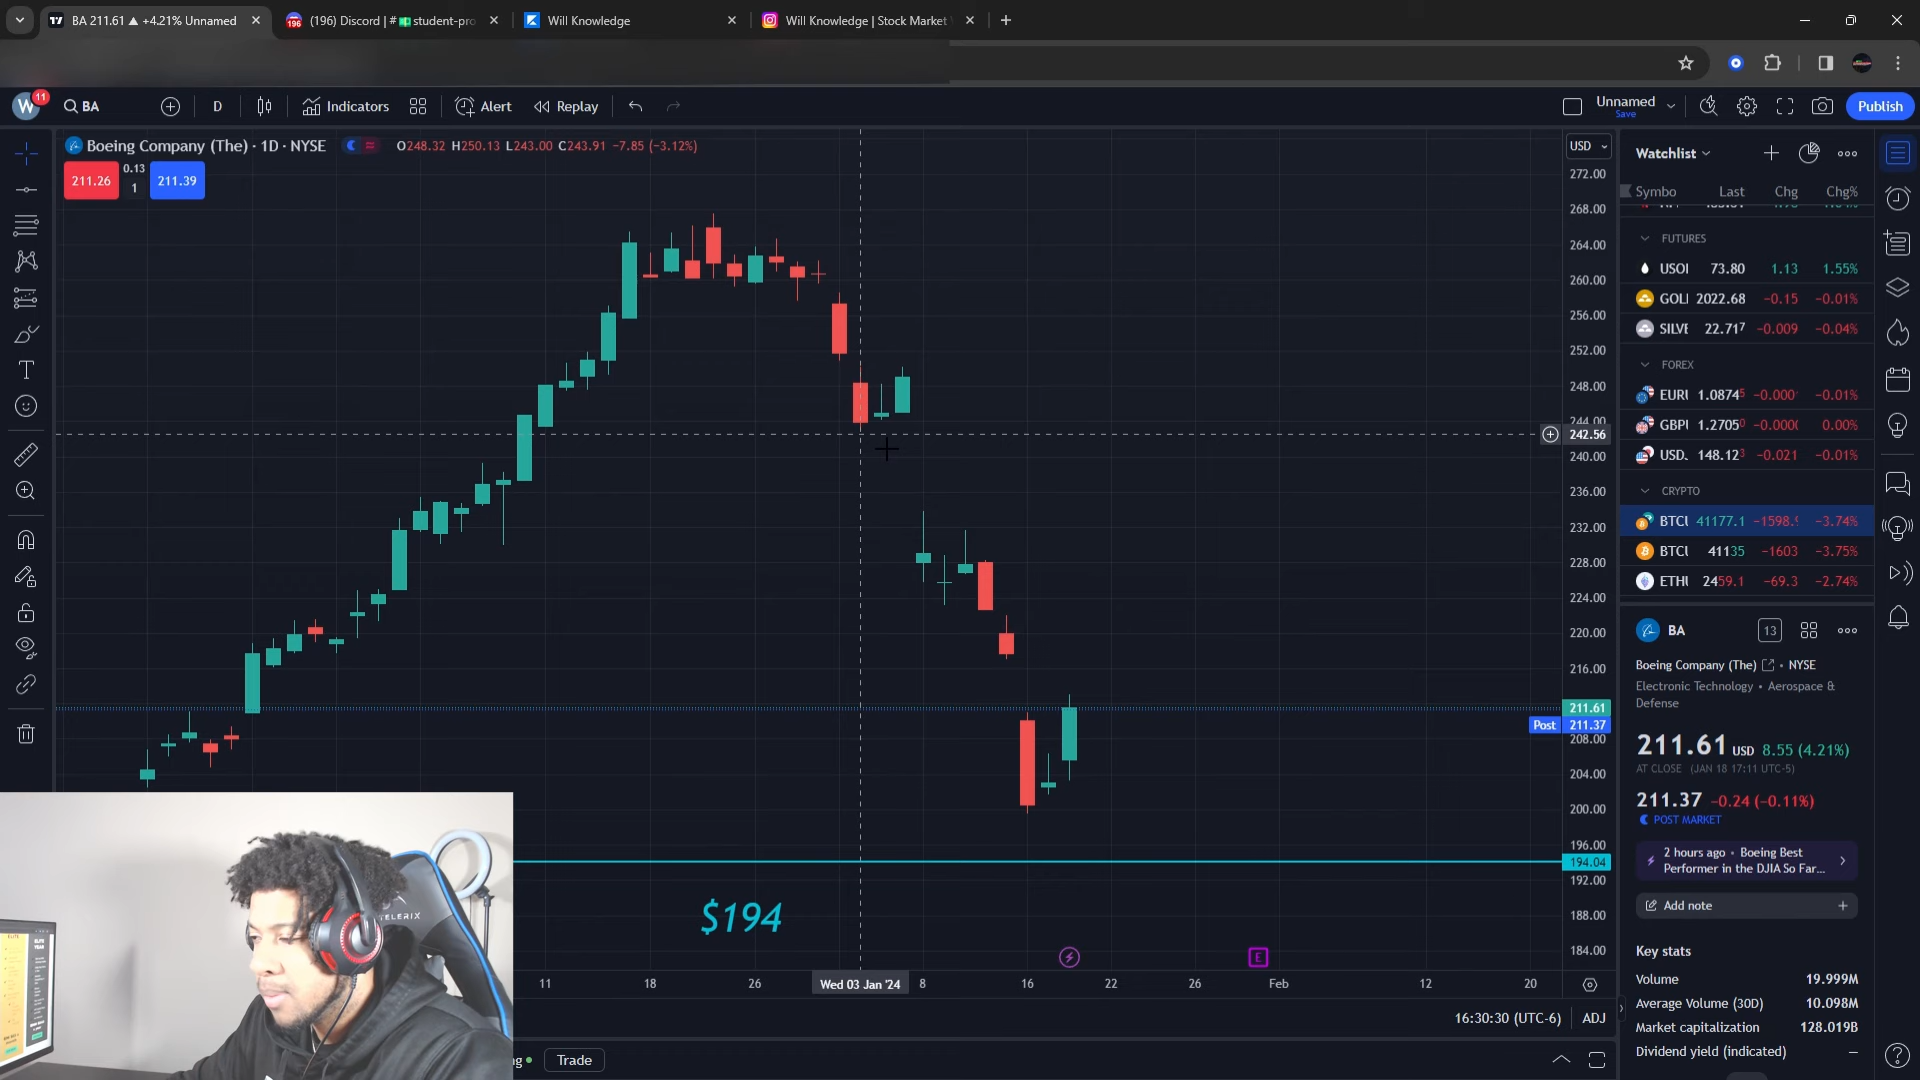 BA 211.61 ▲ +4.21% Unnamed
(196) Discord | # 💵student-pro
Will Knowledge
Will Knowledge | Stock Market
W 11 BA D Indicators Alert Replay Unnamed Save Publish
Boeing Company (The) · 1D · NYSE O248.32 H250.13 L243.00 C243.91 −7.85 (−3.12%)
211.26 0.13 1 211.39
USD
272.00
268.00
264.00
260.00
256.00
252.00
248.00
244.00
242.56
240.00
236.00
232.00
228.00
224.00
220.00
216.00
211.61
Post 211.37
208.00
204.00
200.00
196.00
194.04
192.00
188.00
184.00
$194
E
11 18 26 Wed 03 Jan '24 8 16 22 26 Feb 12 20
16:30:30 (UTC-6) ADJ
Trade
Watchlist
Symbo Last Chg Chg%
FUTURES
USOI 73.80 1.13 1.55%
GOLI 2022.68 −0.15 −0.01%
SILVE 22.717 −0.009 −0.04%
FOREX
EURI 1.08745 −0.000 −0.01%
GBPI 1.27050 −0.000 0.00%
USD. 148.123 −0.021 −0.01%
CRYPTO
BTCI 41177.1 −1598.9 −3.74%
BTCI 41135 −1603 −3.75%
ETHI 2459.1 −69.3 −2.74%
BA 13
Boeing Company (The) • NYSE
Electronic Technology • Aerospace &
Defense
211.61 USD 8.55 (4.21%)
AT CLOSE (JAN 18 17:11 UTC-5)
211.37 −0.24 (−0.11%)
POST MARKET
2 hours ago • Boeing Best
Performer in the DJIA So Far...
Add note
Key stats
Volume 19.999M
Average Volume (30D) 10.098M
Market capitalization 128.019B
Dividend yield (indicated) —